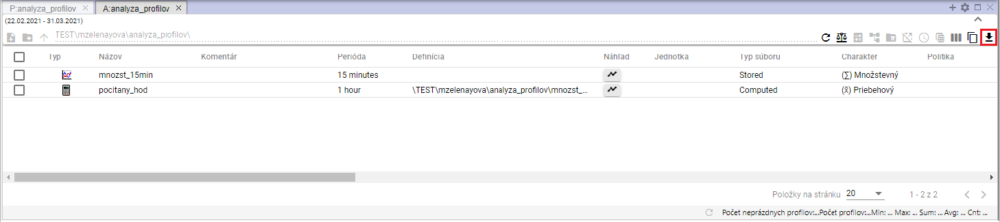 P:analyza_profilov A:analyza_profilov
(22.02.2021 - 31.03.2021)
TEST\mzelenayova\analyza_profilov\
Typ Názov Komentár Perióda Definícia Náhľad Jednotka Typ súboru Charakter Politika
mnozst_15min 15 minutes Stored (∑) Množstevný
pocitany_hod 1 hour \TEST\mzelenayova\analyza_profilov\mnozst_... Computed (x̄) Priebehový
Položky na stránku 20 1 - 2 z 2
Počet neprázdnych profilov:...Počet profilov:...Min: ... Max: ... Sum: ... Avg: ... Cnt: ...